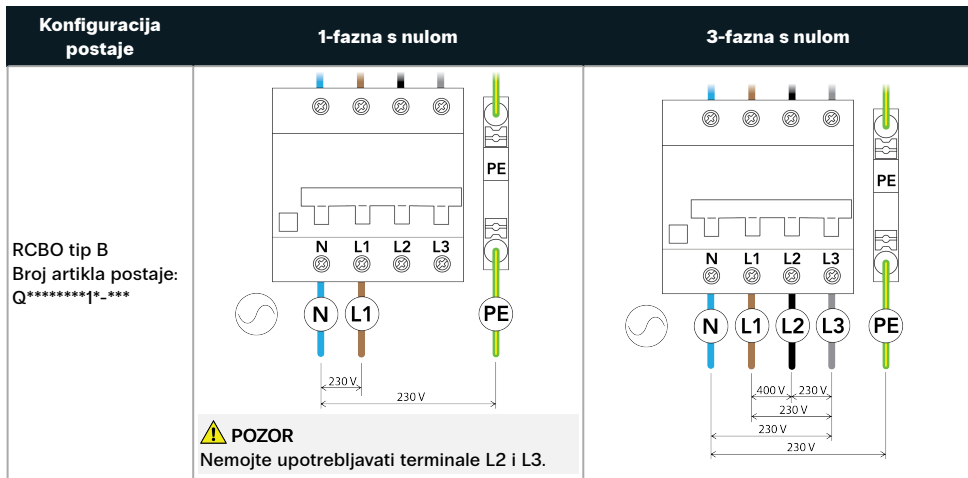 Konfiguracija
postaje
1-fazna s nulom
3-fazna s nulom
RCBO tip B
Broj artikla postaje:
Q********1*-***
PE
N L1 L2 L3
N L1 PE
230 V
230 V
POZOR
Nemojte upotrebljavati terminale L2 i L3.
PE
N L1 L2 L3
N L1 L2 L3 PE
400 V 230 V
230 V
230 V
230 V